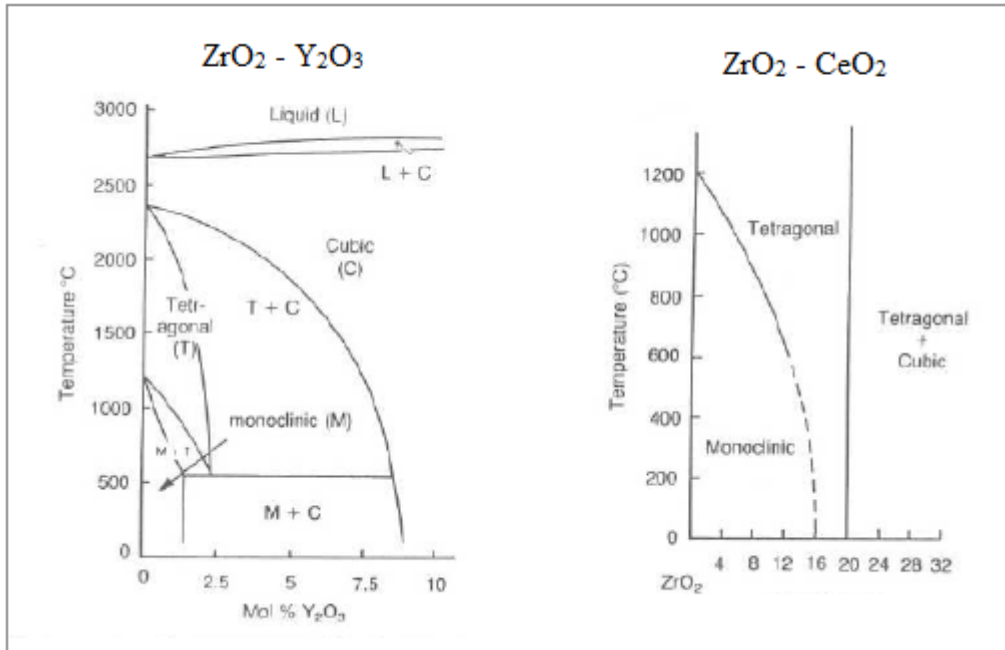 ZrO2 - Y2O3
3000
2500
2000
1500
1000
500
0
Temperature °C
Liquid (L)
L + C
Cubic
(C)
T + C
Tetr-
agonal
(T)
monoclinic (M)
M + T
M + C
0
2.5
5
7.5
10
Mol % Y2O3
ZrO2 - CeO2
1200
1000
800
600
400
200
0
Temperature (°C)
Tetragonal
Tetragonal
+
Cubic
Monoclinic
4 8 12 16 20 24 28 32
ZrO2